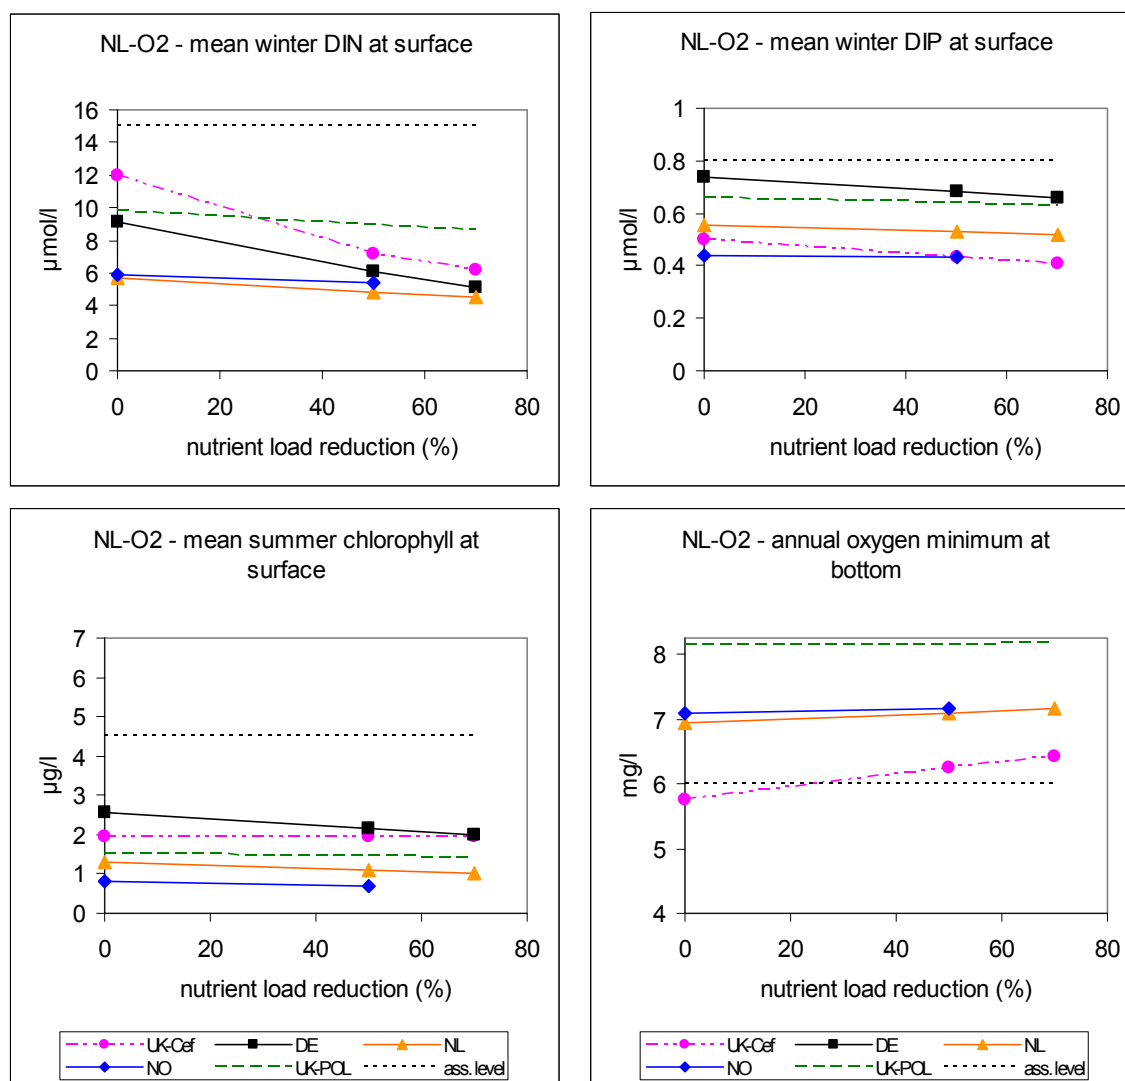 NL-O2 - mean winter DIN at surface
16
14
12
10
8
6
4
2
0
µmol/l
0 20 40 60 80
nutrient load reduction (%)
NL-O2 - mean winter DIP at surface
1
0.8
0.6
0.4
0.2
0
µmol/l
0 20 40 60 80
nutrient load reduction (%)
NL-O2 - mean summer chlorophyll at
surface
7
6
5
4
3
2
1
0
µg/l
0 20 40 60 80
nutrient load reduction (%)
UK-Cef DE NL
NO UK-POL ass. level
NL-O2 - annual oxygen minimum at
bottom
8
7
6
5
4
mg/l
0 20 40 60 80
nutrient load reduction (%)
UK-Cef DE NL
NO UK-POL ass. level